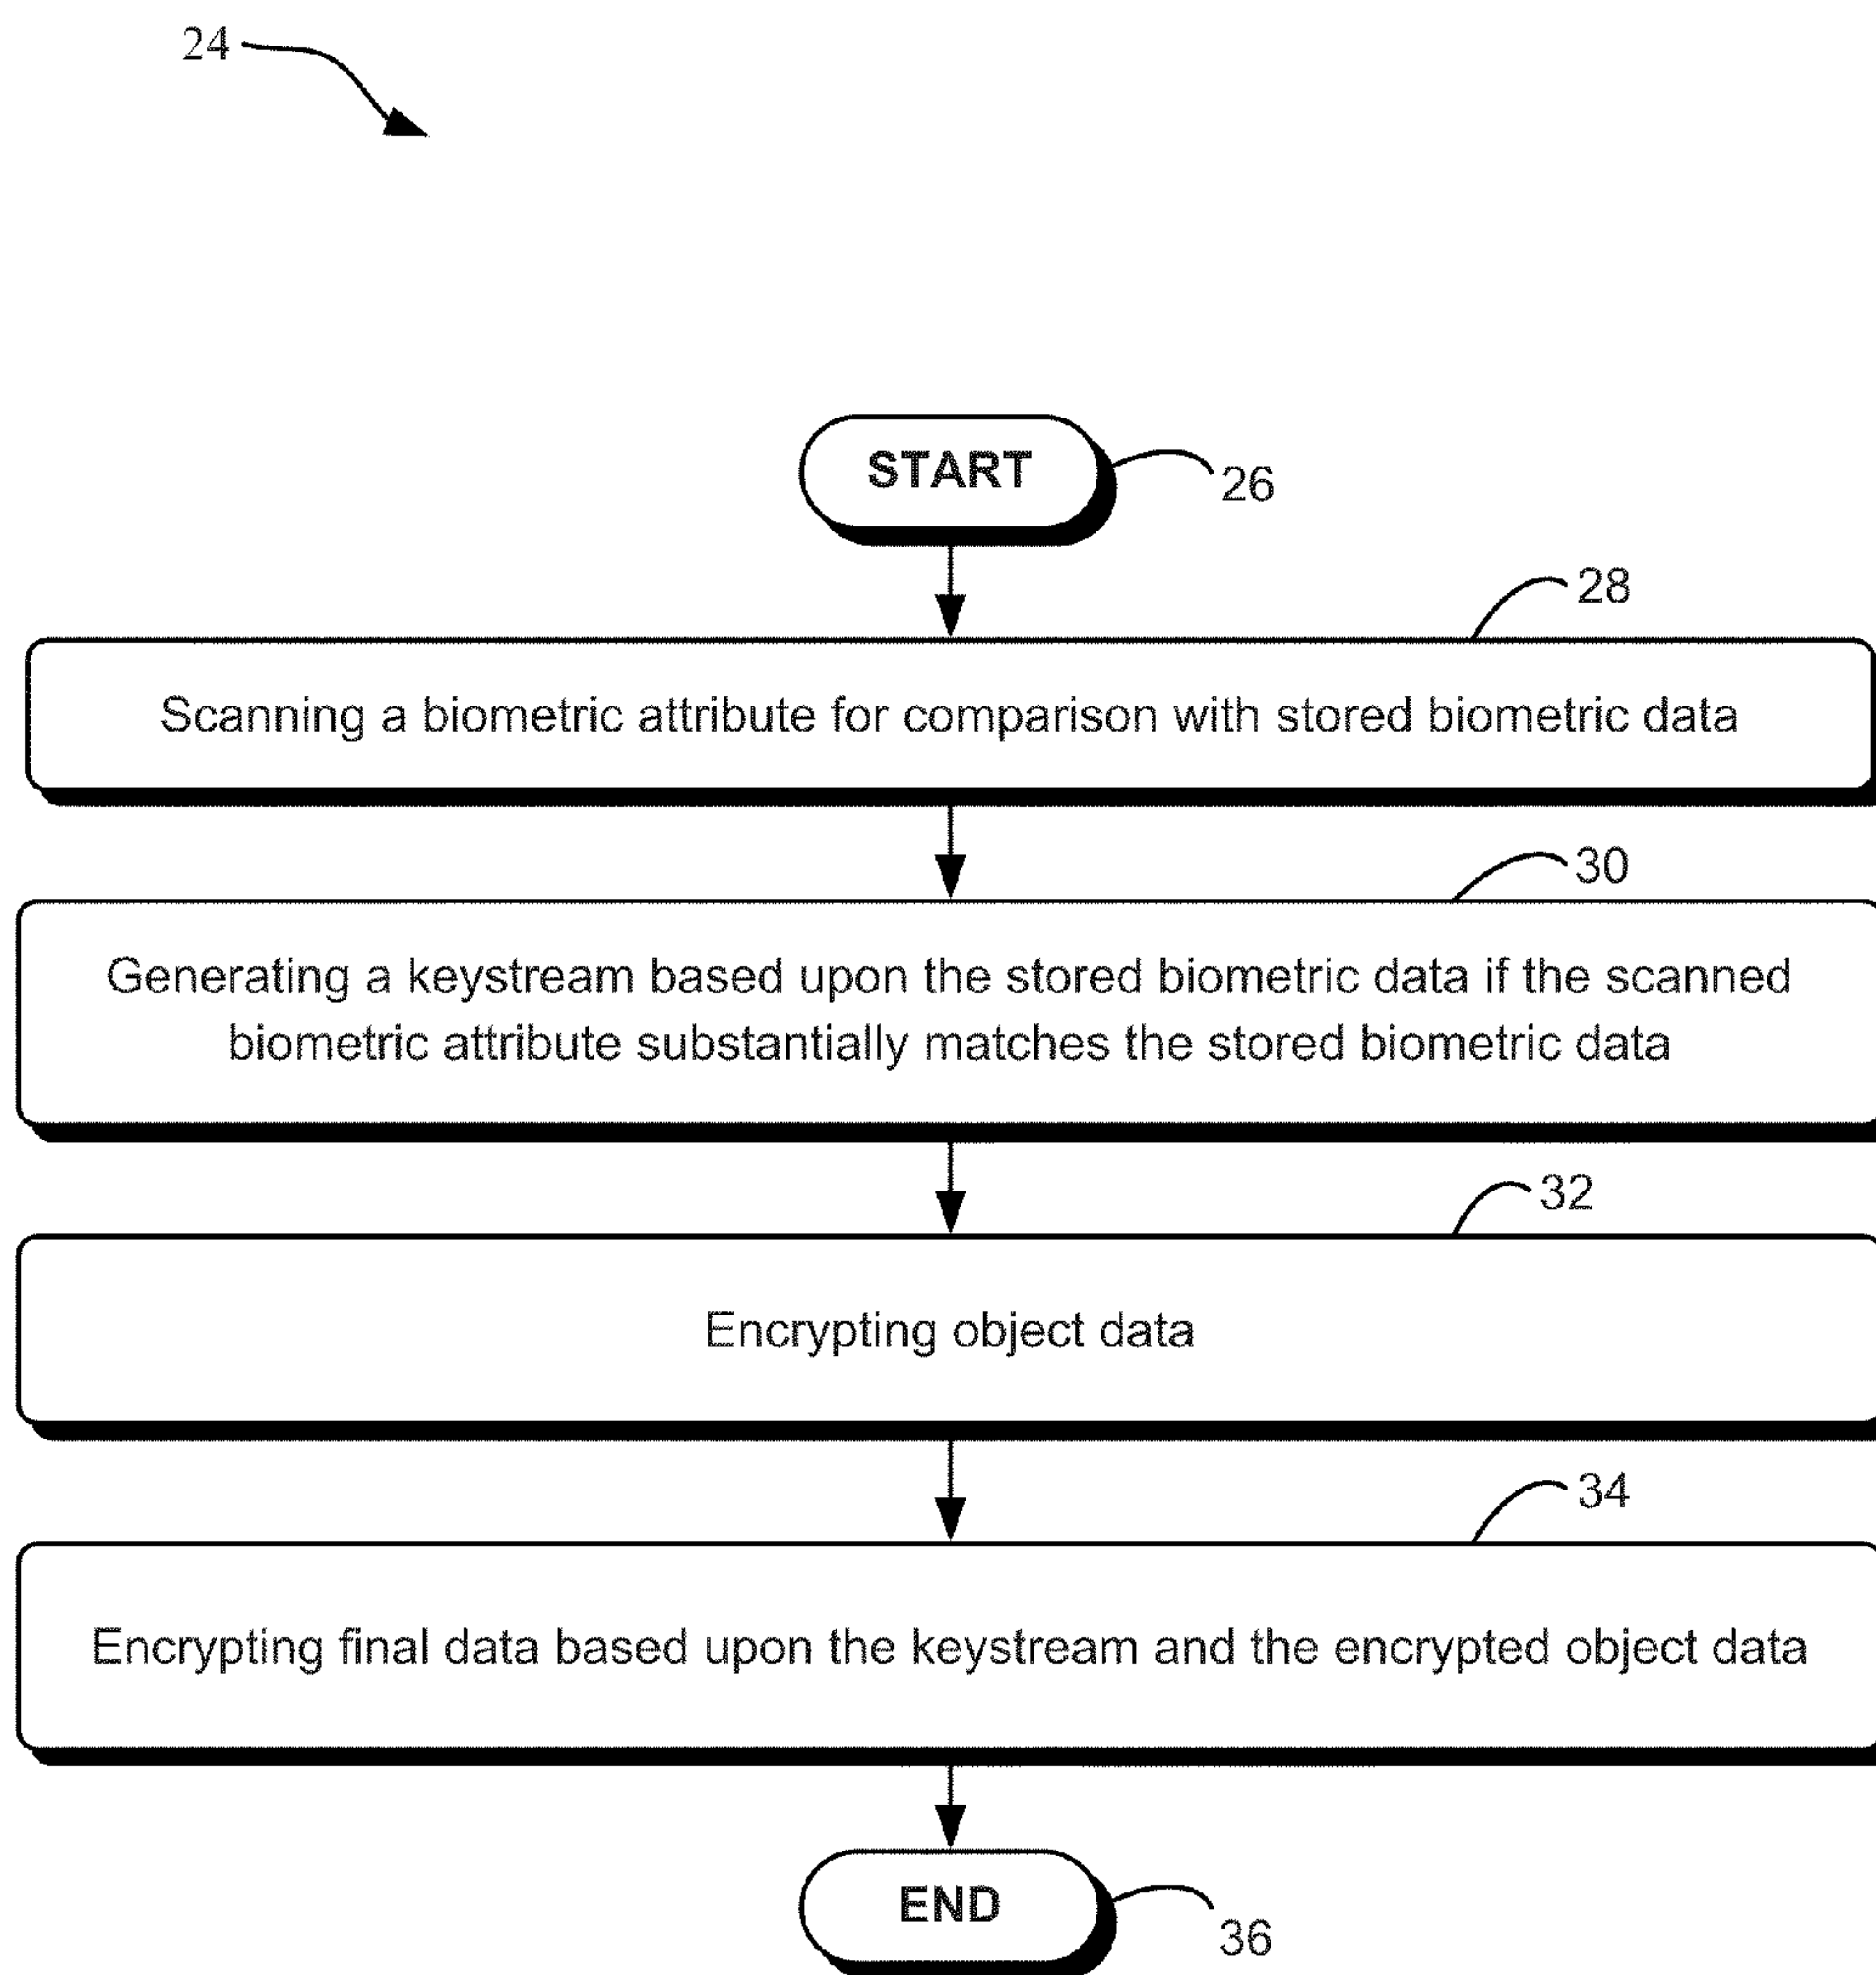 24
START
26
28
Scanning a biometric attribute for comparison with stored biometric data
30
Generating a keystream based upon the stored biometric data if the scanned
biometric attribute substantially matches the stored biometric data
32
Encrypting object data
34
Encrypting final data based upon the keystream and the encrypted object data
END
36